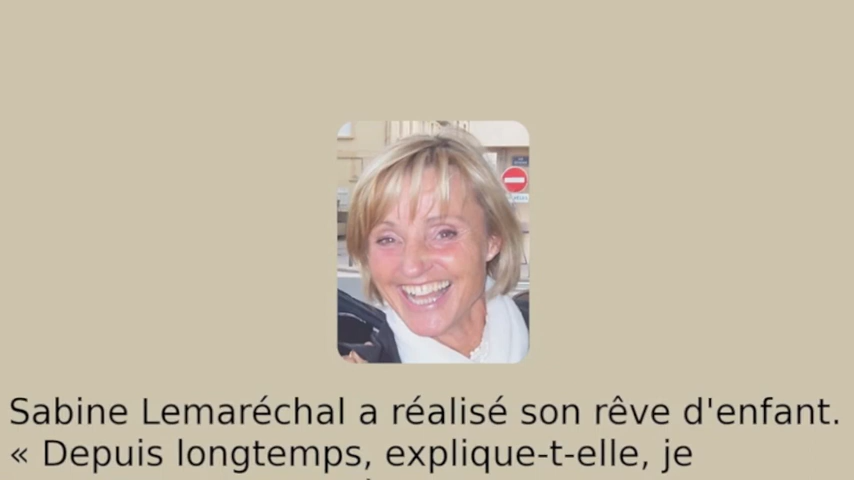 Sabine Lemaréchal a réalisé son rêve d'enfant.
« Depuis longtemps, explique-t-elle, je